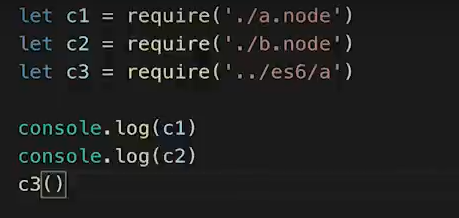 let c1 = require('./a.node')
let c2 = require('./b.node')
let c3 = require('../es6/a')
console.log(c1)
console.log(c2)
c3()